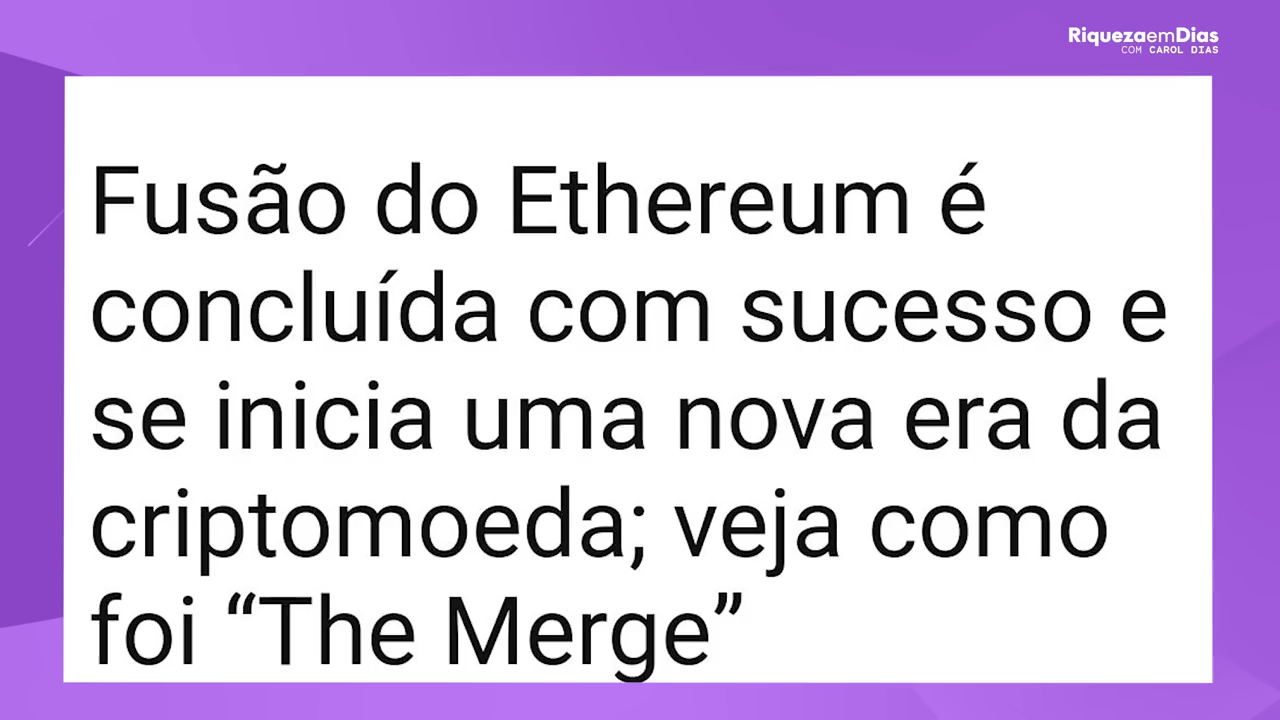 RiquezaemDias
COM CAROL DIAS
Fusão do Ethereum é
concluída com sucesso e
se inicia uma nova era da
criptomoeda; veja como
foi “The Merge”